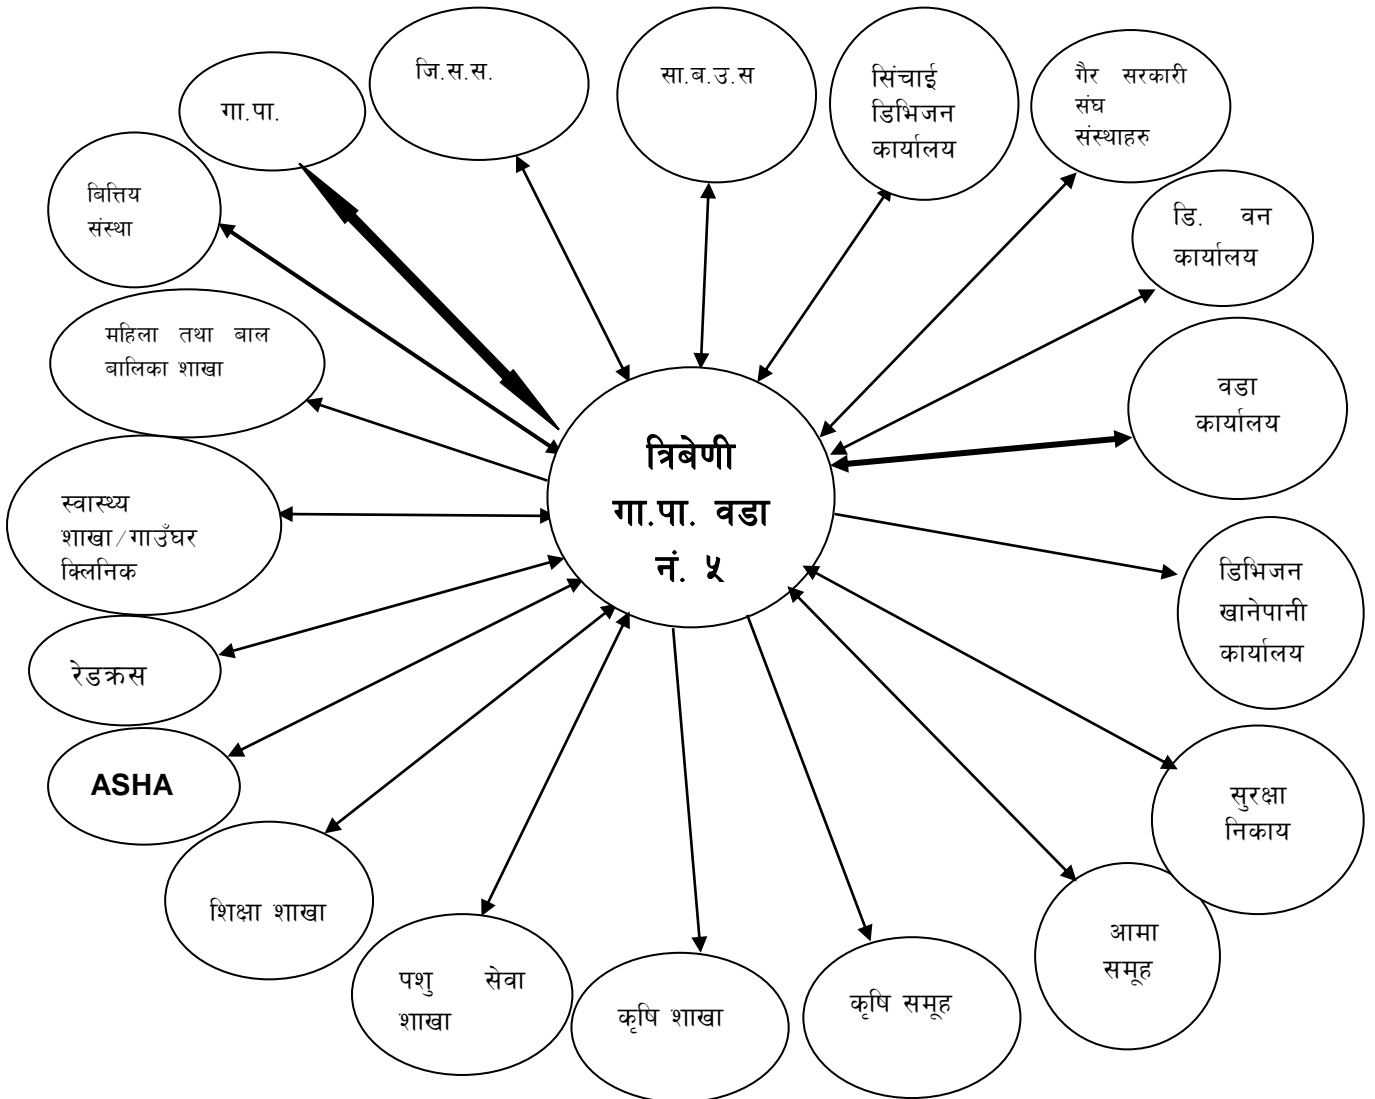 जि.स.स.
सा.ब.उ.स
सिंचाई
डिभिजन
कार्यालय
गैर सरकारी
संघ
संस्थाहरु
गा.पा.
बित्तिय
संस्था
डि. वन
कार्यालय
महिला तथा बाल
बालिका शाखा
वडा
कार्यालय
त्रिबेणी
गा.पा. वडा
नं. ५
स्वास्थ्य
शाखा/गाउँघर
क्लिनिक
डिभिजन
खानेपानी
कार्यालय
रेडक्रस
ASHA
सुरक्षा
निकाय
शिक्षा शाखा
आमा
समूह
पशु सेवा
शाखा
कृषि शाखा
कृषि समूह